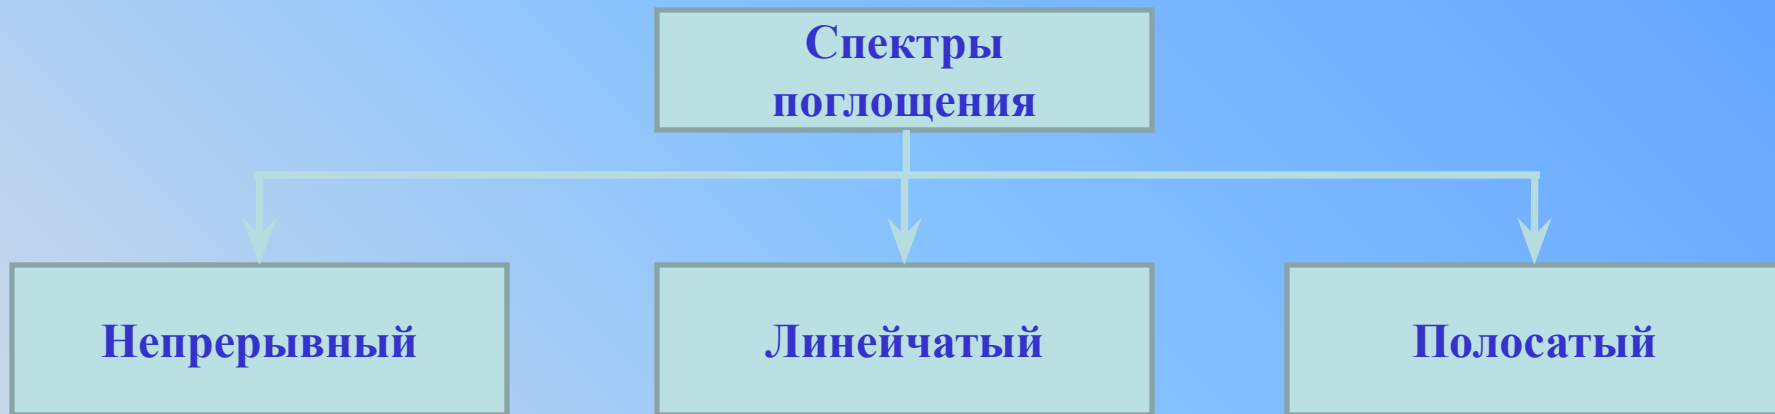 Спектры
поглощения
Непрерывный
Линейчатый
Полосатый